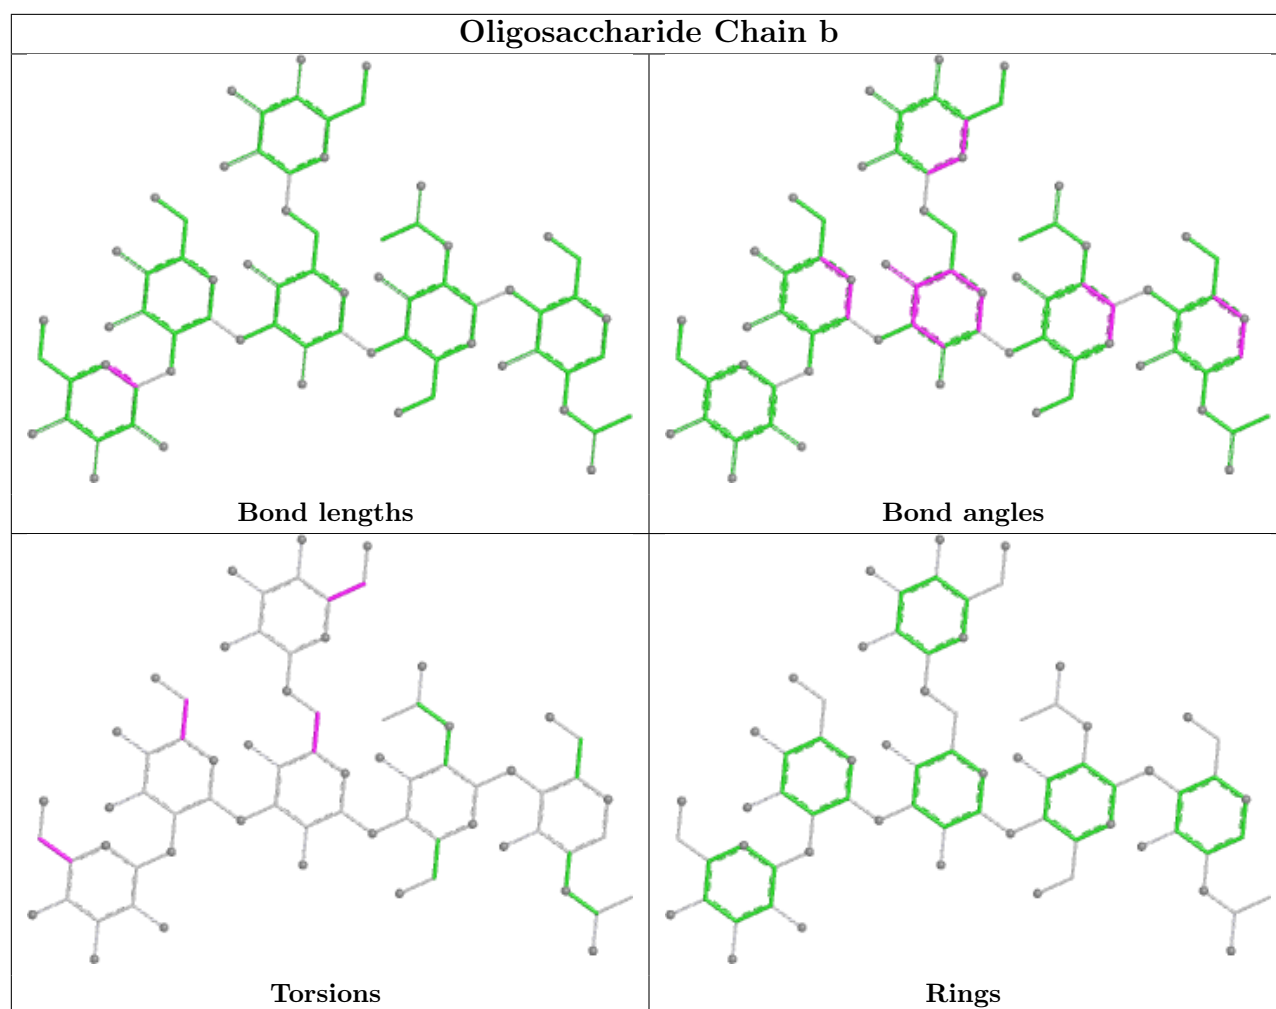 Oligosaccharide Chain b
Bond lengths
Bond angles
Torsions
Rings